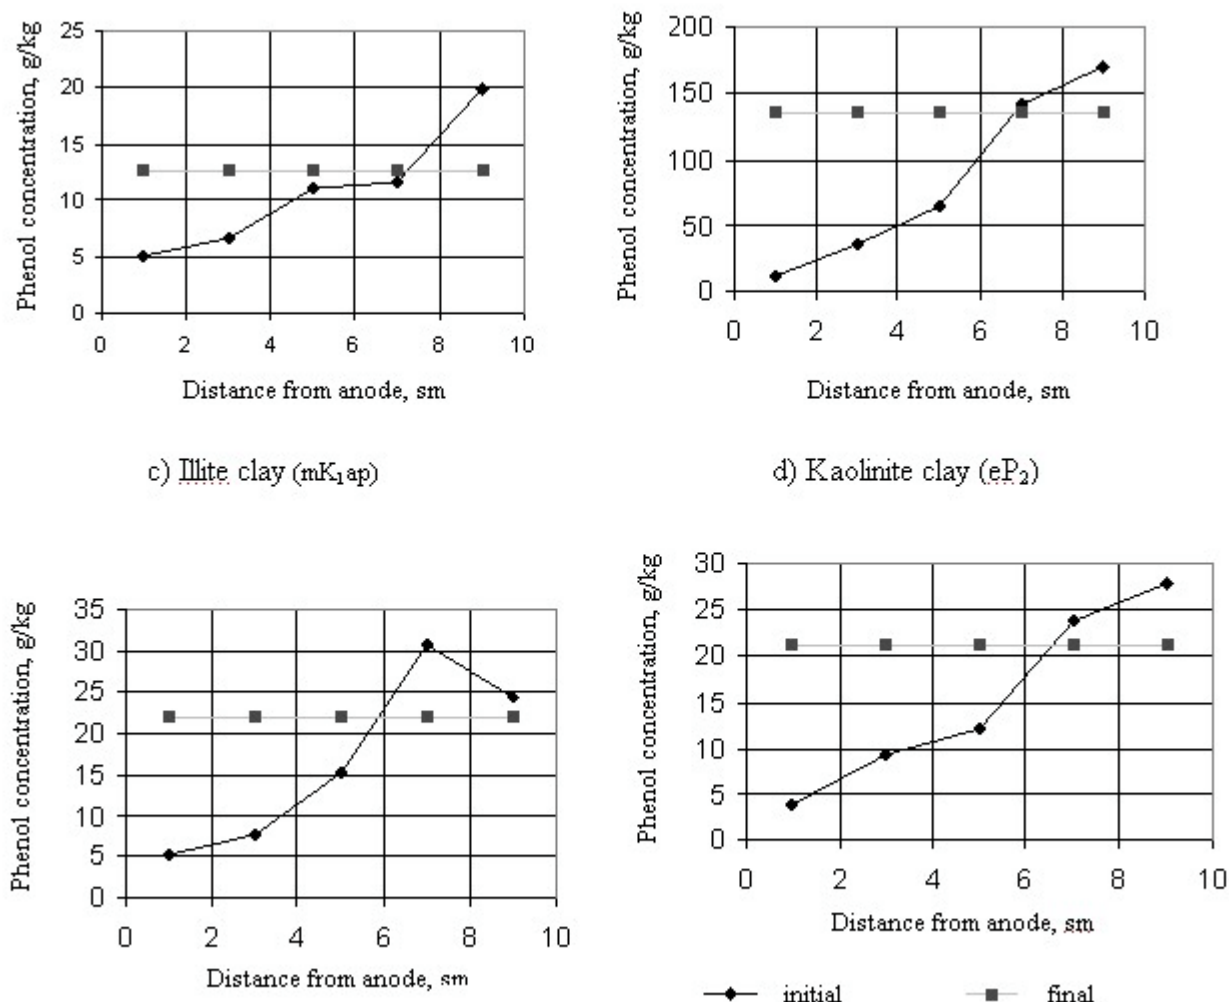 Phenol concentration, g/kg
25
20
15
10
5
0
0 2 4 6 8 10
Distance from anode, sm
Phenol concentration, g/kg
200
150
100
50
0
0 2 4 6 8 10
Distance from anode, sm
c) Illite clay (mK₁ap)
d) Kaolinite clay (eP₂)
Phenol concentration, g/kg
35
30
25
20
15
10
5
0
0 2 4 6 8 10
Distance from anode, sm
Phenol concentration, g/kg
30
25
20
15
10
5
0
0 2 4 6 8 10
Distance from anode, sm
initial final